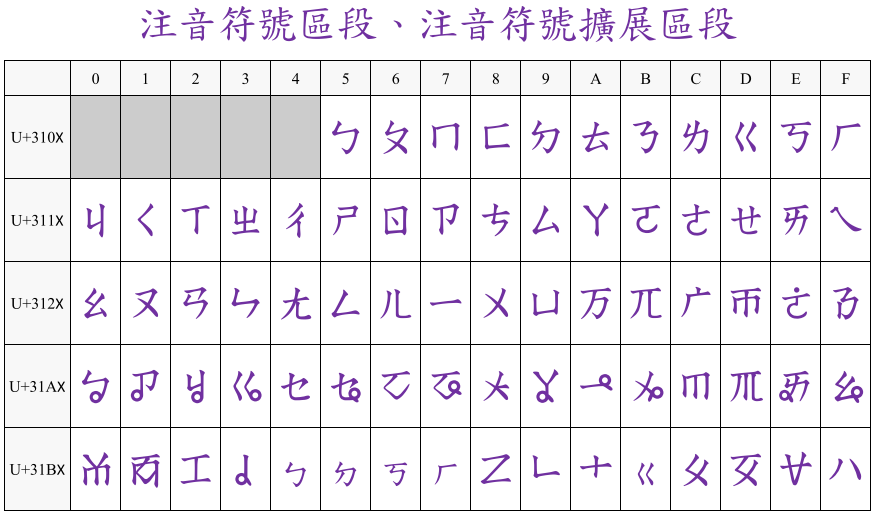 注音符號區段、注音符號擴展區段
0 1 2 3 4 5 6 7 8 9 A B C D E F
U+310X ㄅ ㄆ ㄇ ㄈ ㄉ ㄊ ㄋ ㄌ ㄍ ㄎ ㄏ
U+311X ㄐ ㄑ ㄒ ㄓ ㄔ ㄕ ㄖ ㄗ ㄘ ㄙ ㄚ ㄛ ㄜ ㄝ ㄞ ㄟ
U+312X ㄠ ㄡ ㄢ ㄣ ㄤ ㄥ ㄦ ㄧ ㄨ ㄩ ㄪ ㄫ ㄬ ㄭ ㄮ ㄯ
U+31AX ㆠ ㆡ ㆢ ㆣ ㆤ ㆥ ㆦ ㆧ ㆨ ㆩ ㆪ ㆫ ㆬ ㆭ ㆮ ㆯ
U+31BX ㆰ ㆱ ㆲ ㆳ ㆴ ㆵ ㆶ ㆷ ㆸ ㆹ ㆺ ㆻ ㆼ ㆽ ㆾ ㆿ